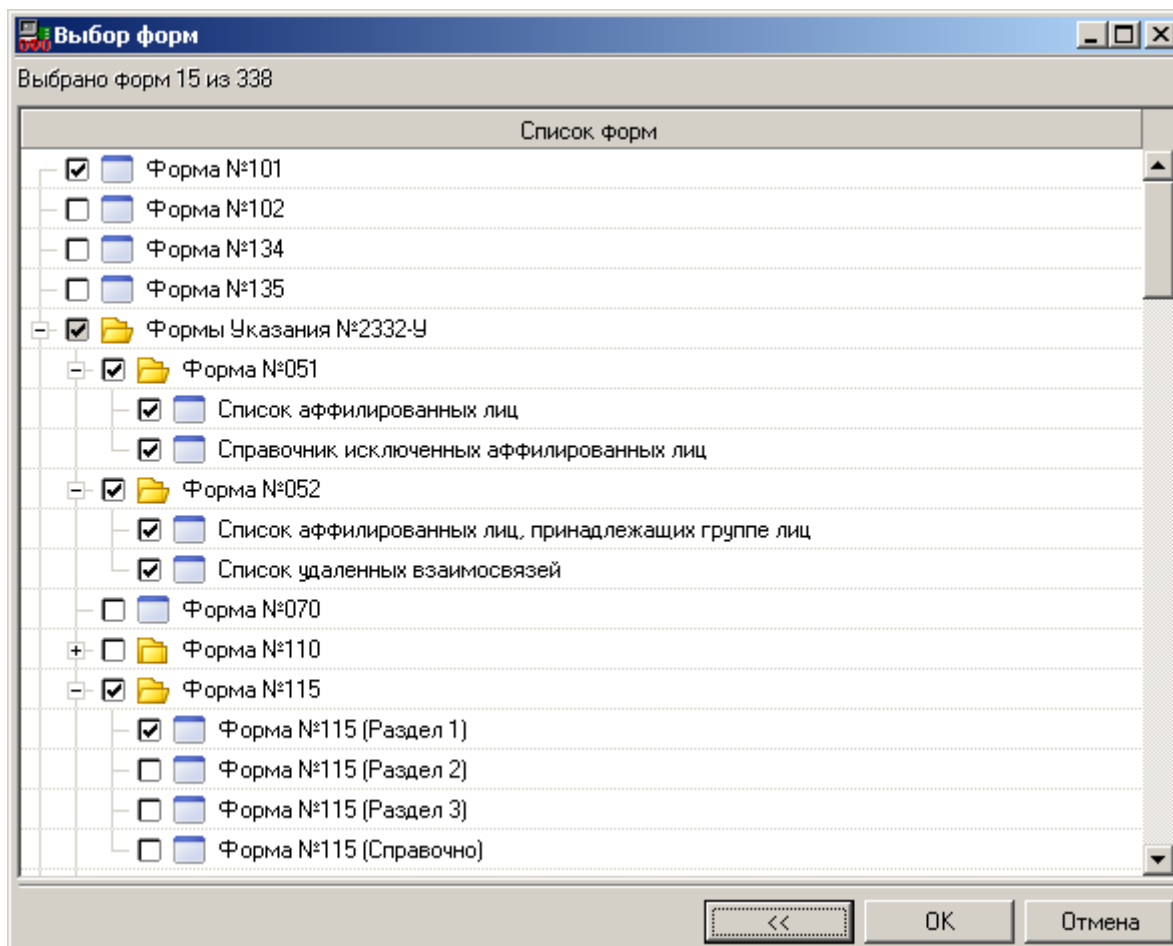 Выбор форм
Выбрано форм 15 из 338
Список форм
Форма №101
Форма №102
Форма №134
Форма №135
Формы Указания №2332-У
Форма №051
Список аффилированных лиц
Справочник исключенных аффилированных лиц
Форма №052
Список аффилированных лиц, принадлежащих группе лиц
Список удаленных взаимосвязей
Форма №070
Форма №110
Форма №115
Форма №115 (Раздел 1)
Форма №115 (Раздел 2)
Форма №115 (Раздел 3)
Форма №115 (Справочно)
<< OK Отмена